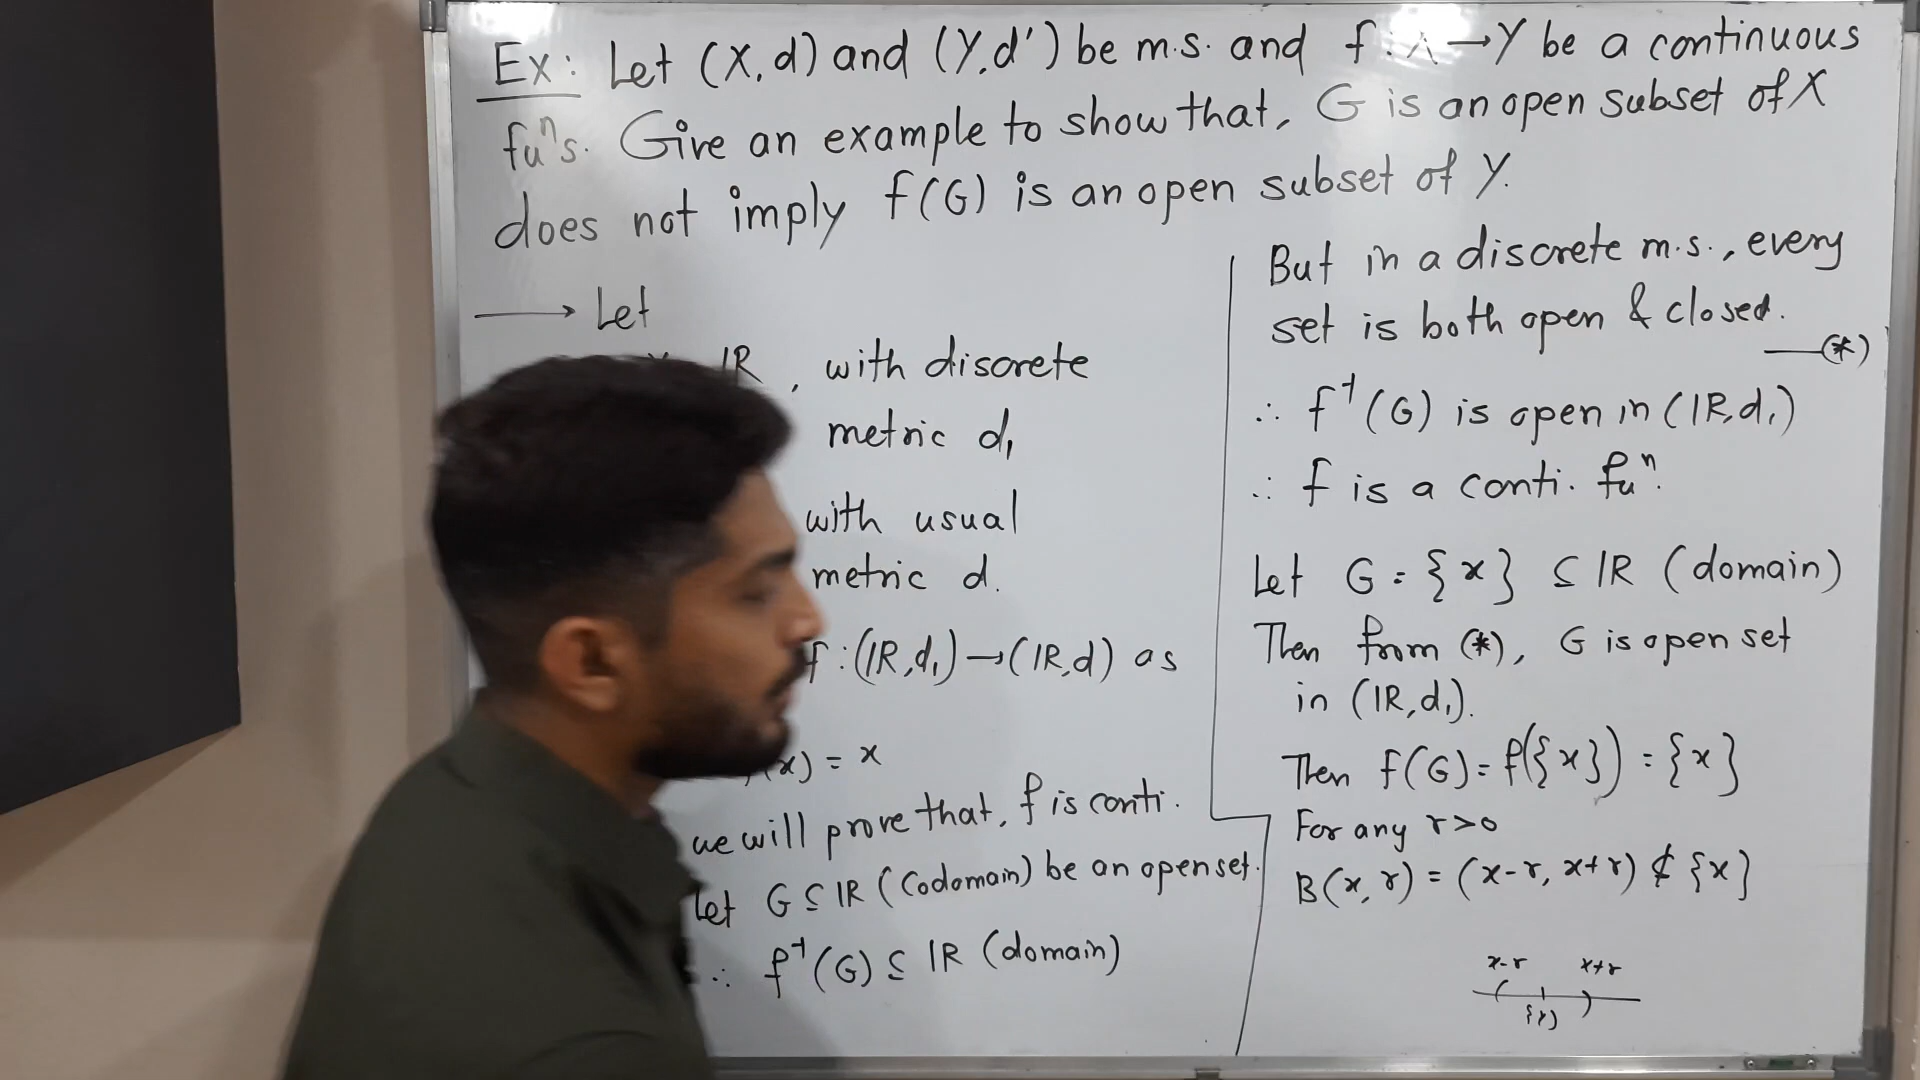 Ex: Let (X,d) and (Y,d') be m.s. and f: X→Y be a continuous
fuⁿs. Give an example to show that, G is an open subset of X
does not imply f(G) is an open subset of Y.
→ Let
IR, with discrete
metric d₁
with usual
metric d.
f:(IR,d₁)→(IR,d) as
(x) = x
we will prove that, f is conti.
Let G ⊆ IR (Codomain) be an open set.
∴ f⁻¹(G) ⊆ IR (domain)
But in a discrete m.s., every
set is both open & closed.
—(*)
∴ f⁻¹(G) is open in (IR,d₁)
∴ f is a conti. fuⁿ.
Let G = {x} ⊆ IR (domain)
Then from (*), G is open set
in (IR,d₁).
Then f(G) = f({x}) = {x}
For any r>0
B(x,r) = (x-r, x+r) ⊄ {x}
x-r x+r
{x}